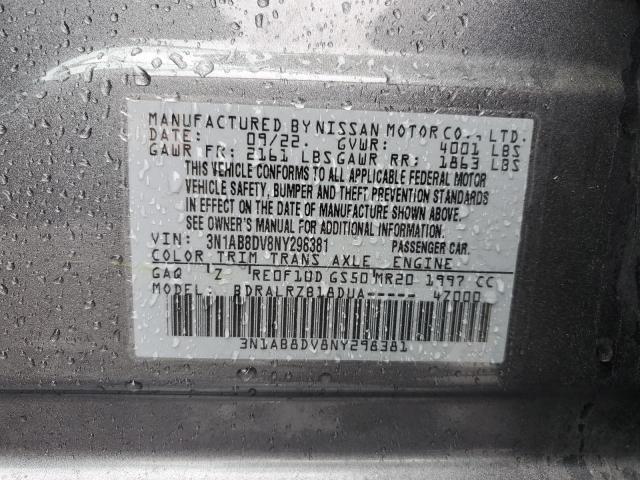 MANUFACTURED BY NISSAN MOTOR CO., LTD.
DATE: 09/22. GVWR: 4001 LBS
GAWR FR: 2161 LBS GAWR RR: 1863 LBS
THIS VEHICLE CONFORMS TO ALL APPLICABLE FEDERAL MOTOR
VEHICLE SAFETY, BUMPER AND THEFT PREVENTION STANDARDS
IN EFFECT ON THE DATE OF MANUFACTURE SHOWN ABOVE.
SEE OWNER'S MANUAL FOR ADDITIONAL INFORMATION.
VIN: 3N1AB8DV8NY296381 PASSENGER CAR.
COLOR TRIM TRANS AXLE ENGINE
GAQ Z RE0F10D GS50 MR20 1997 CC
MODEL: BDRALRZB18DUA----- 47000
3N1AB8DV8NY296381